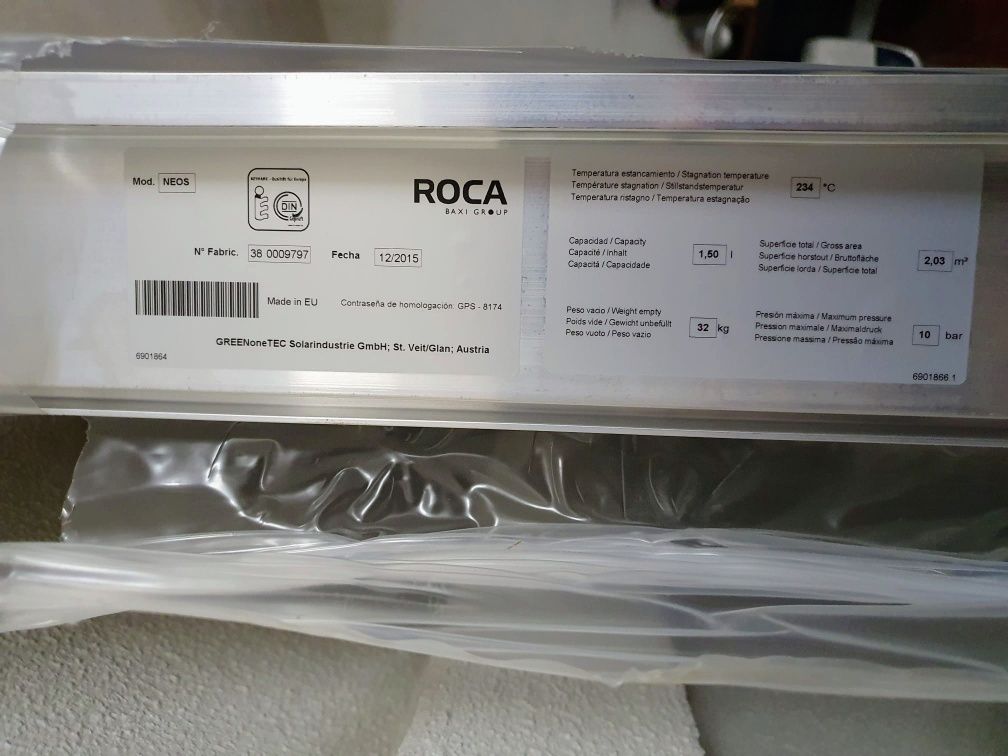 Mod. NEOS
DIN
ROCA
BAXI GROUP
N° Fabric. 38 0009797 Fecha 12/2015
Made in EU Contraseña de homologación: GPS - 8174
GREENoneTEC Solarindustrie GmbH; St. Veit/Glan; Austria
6901864
Temperatura estancamiento / Stagnation temperature
Température stagnation / Stillstandstemperatur
Temperatura ristagno / Temperatura estagnação
234 °C
Capacidad / Capacity
Capacité / Inhalt
Capacitá / Capacidade
1,50 l
Superficie total / Gross area
Superficie horstout / Bruttofläche
Superficie lorda / Superficie total
2,03 m²
Peso vacio / Weight empty
Poids vide / Gewicht unbefüllt
Peso vuoto / Peso vazio
32 kg
Presión máxima / Maximum pressure
Pression maximale / Maximaldruck
Pressione massima / Pressão máxima
10 bar
6901866.1